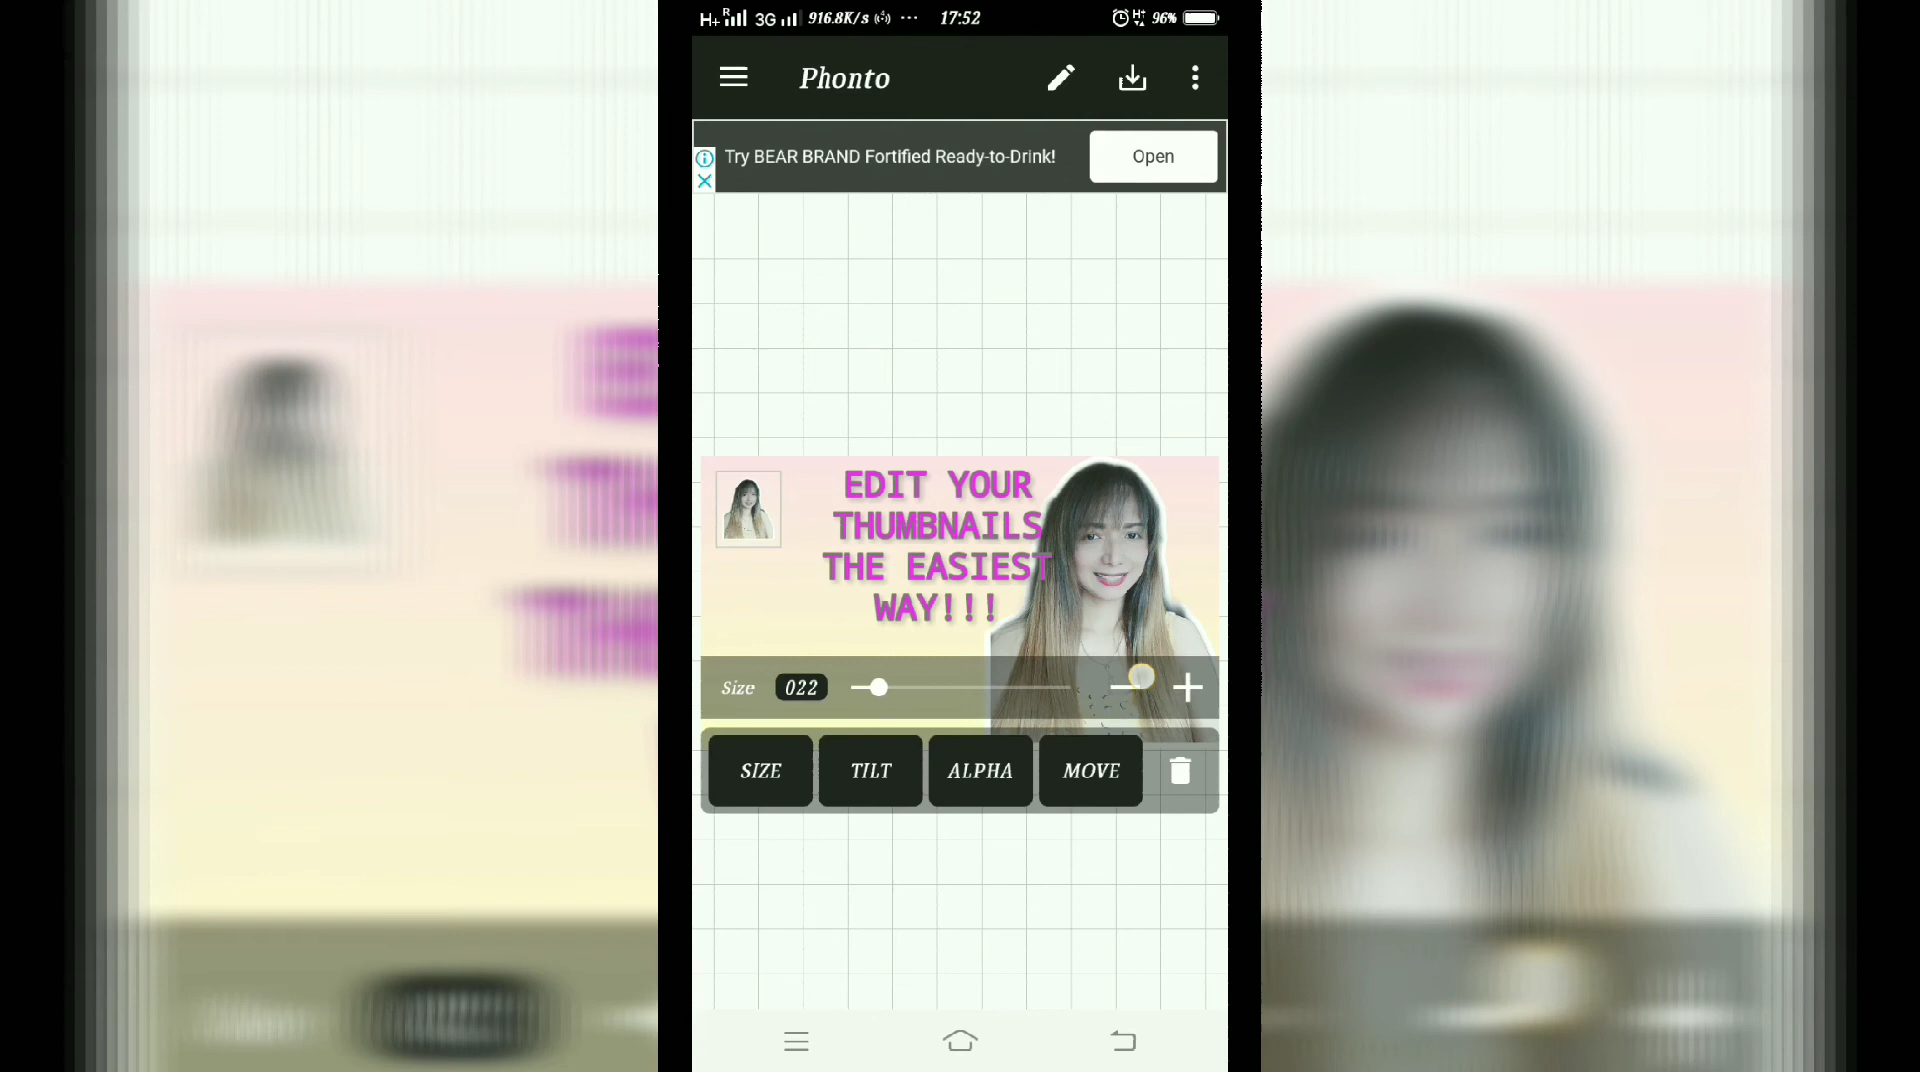 H+ R 3G 916.8K/s ... 17:52 H+ 96%
Phonto
Try BEAR BRAND Fortified Ready-to-Drink!
Open
EDIT YOUR
THUMBNAILS
THE EASIEST
WAY!!!
Size 022
SIZE TILT ALPHA MOVE